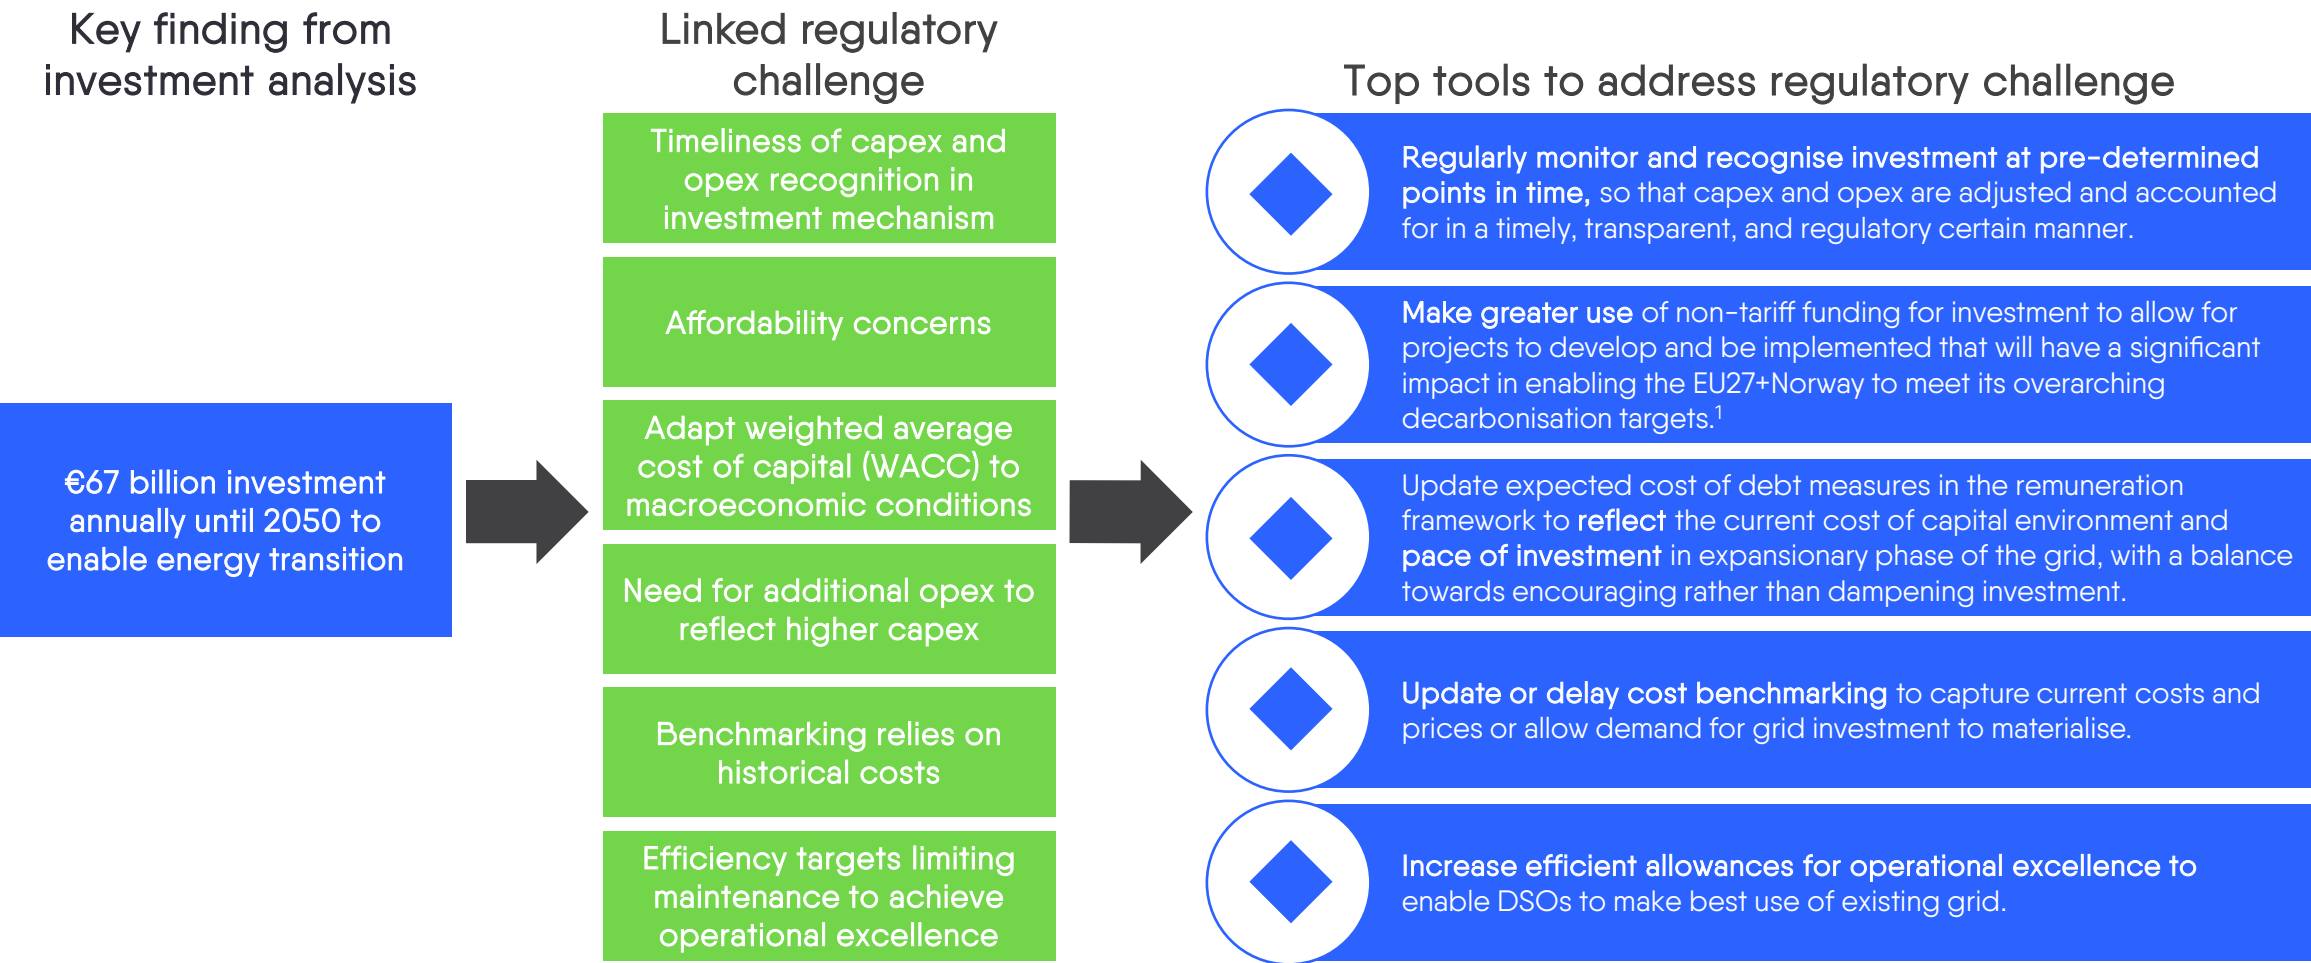 Key finding from
investment analysis
€67 billion investment
annually until 2050 to
enable energy transition
Linked regulatory
challenge
Timeliness of capex and
opex recognition in
investment mechanism
Affordability concerns
Adapt weighted average
cost of capital (WACC) to
macroeconomic conditions
Need for additional opex to
reflect higher capex
Benchmarking relies on
historical costs
Efficiency targets limiting
maintenance to achieve
operational excellence
Top tools to address regulatory challenge
Regularly monitor and recognise investment at pre-determined
points in time, so that capex and opex are adjusted and accounted
for in a timely, transparent, and regulatory certain manner.
Make greater use of non-tariff funding for investment to allow for
projects to develop and be implemented that will have a significant
impact in enabling the EU27+Norway to meet its overarching
decarbonisation targets.¹
Update expected cost of debt measures in the remuneration
framework to reflect the current cost of capital environment and
pace of investment in expansionary phase of the grid, with a balance
towards encouraging rather than dampening investment.
Update or delay cost benchmarking to capture current costs and
prices or allow demand for grid investment to materialise.
Increase efficient allowances for operational excellence to
enable DSOs to make best use of existing grid.